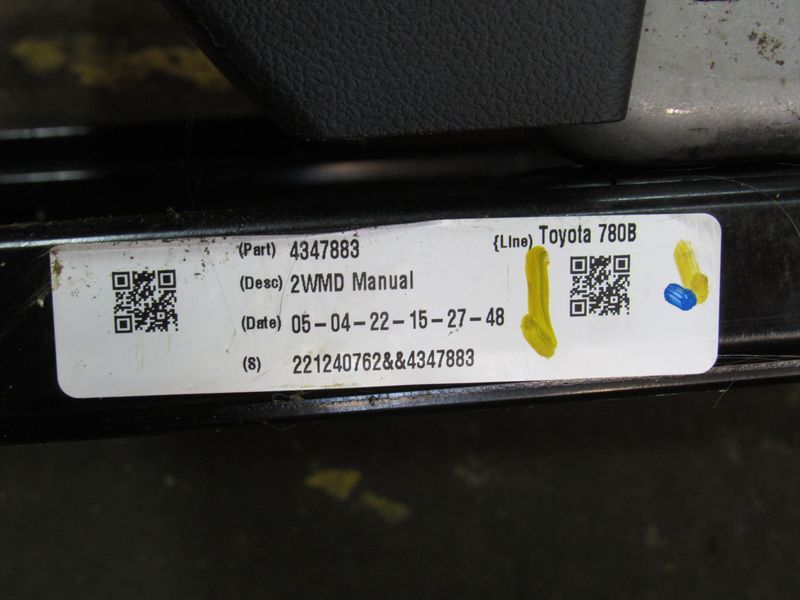 (Part) 4347883
{Line) Toyota 780B
(Desc) 2WMD Manual
(Date) 05-04-22-15-27-48
(S) 221240762&&4347883